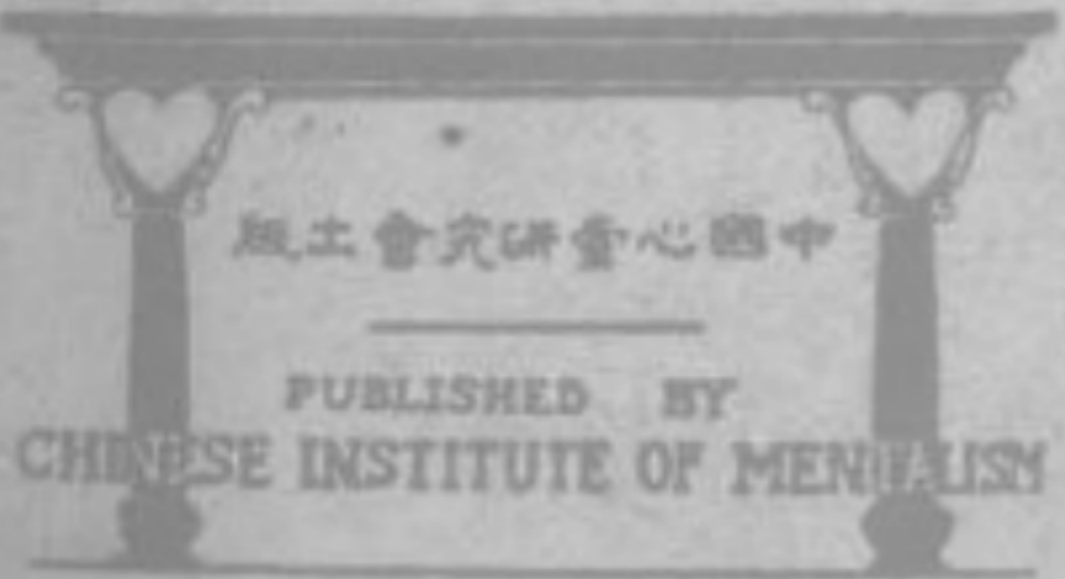 中國心靈研究會出版
PUBLISHED BY
CHINESE INSTITUTE OF MENTALISM